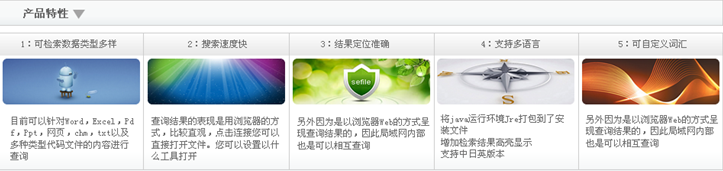 产品特性
1：可检索数据类型多样
2：搜索速度快
3：结果定位准确
4：支持多语言
5：可自定义词汇
sefile
S
目前可以针对Word，Excel，Pd
f，Ppt，网页，chm，txt以及
多种类型代码文件的内容进行
查询
查询结果的表现是用浏览器的方
式，比较直观，点击连接您可以
直接打开文件。您可以设置以什
么工具打开
另外因为是以浏览器Web的方式呈
现查询结果的，因此局域网内部
也是可以相互查询
将java运行环境Jre打包到了安
装文件
增加检索结果高亮显示
支持中日英版本
另外因为是以浏览器Web的方式呈
现查询结果的，因此局域网内部
也是可以相互查询